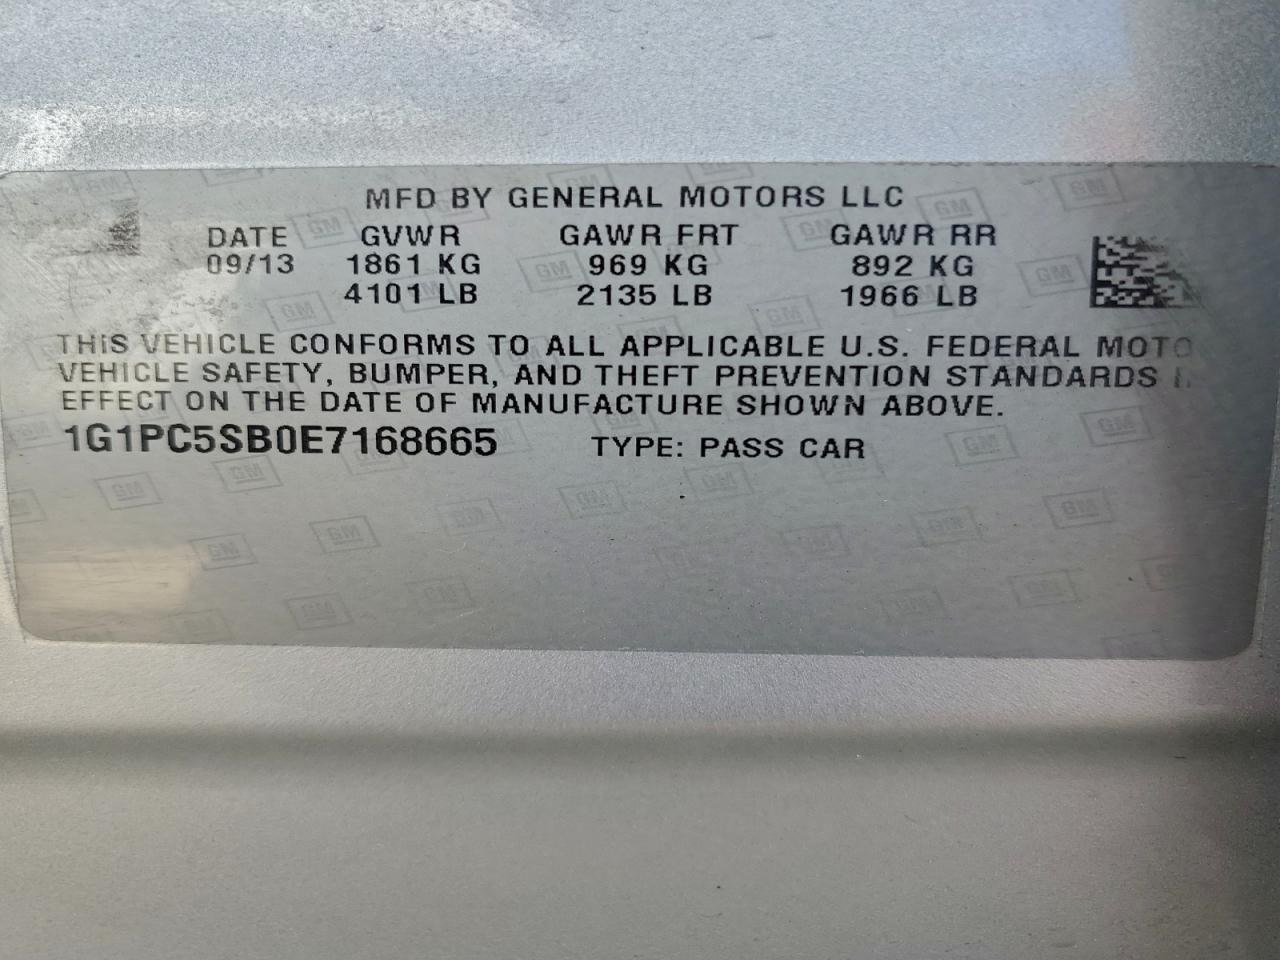 MFD BY GENERAL MOTORS LLC
DATE GVWR GAWR FRT GAWR RR
09/13 1861 KG 969 KG 892 KG
4101 LB 2135 LB 1966 LB
THIS VEHICLE CONFORMS TO ALL APPLICABLE U.S. FEDERAL MOTO
VEHICLE SAFETY, BUMPER, AND THEFT PREVENTION STANDARDS
EFFECT ON THE DATE OF MANUFACTURE SHOWN ABOVE.
1G1PC5SB0E7168665 TYPE: PASS CAR